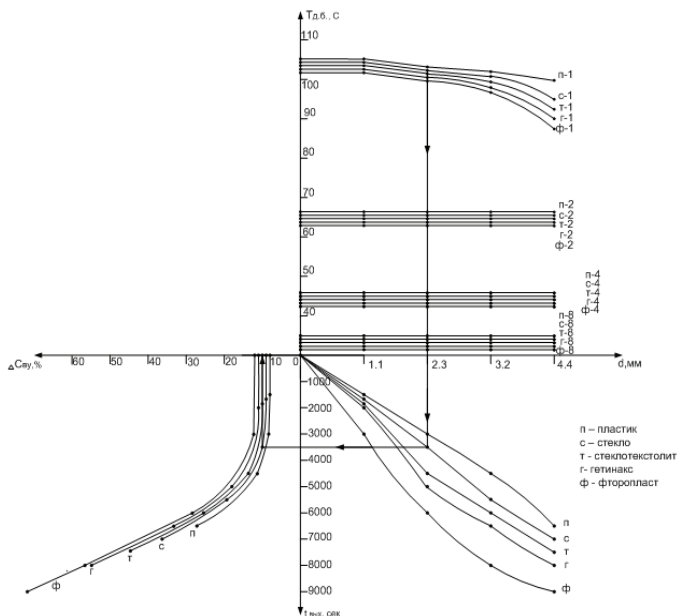 Тд.б., С
110
100
90
80
70
60
50
40
п-1
с-1
т-1
г-1
ф-1
п-2
с-2
т-2
г-2
ф-2
п-4
с-4
т-4
г-4
ф-4
п-8
с-8
т-8
г-8
ф-8
ΔСву,%
60
50
40
30
20
10
0
1.1
2.3
3.2
4.4
d,мм
1000
2000
3000
4000
5000
6000
7000
8000
9000
п – пластик
с – стекло
т - стеклотекстолит
г- гетинакс
ф - фторопласт
п
с
т
г
ф
п
с
т
г
ф
t выд, сек